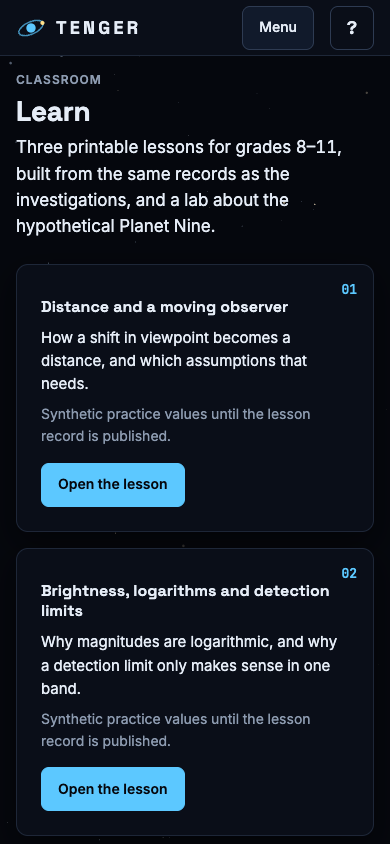 TENGER
Menu
?
CLASSROOM
Learn
Three printable lessons for grades 8–11,
built from the same records as the
investigations, and a lab about the
hypothetical Planet Nine.
01
Distance and a moving observer
How a shift in viewpoint becomes a
distance, and which assumptions that
needs.
Synthetic practice values until the lesson
record is published.
Open the lesson
02
Brightness, logarithms and detection
limits
Why magnitudes are logarithmic, and why
a detection limit only makes sense in one
band.
Synthetic practice values until the lesson
record is published.
Open the lesson